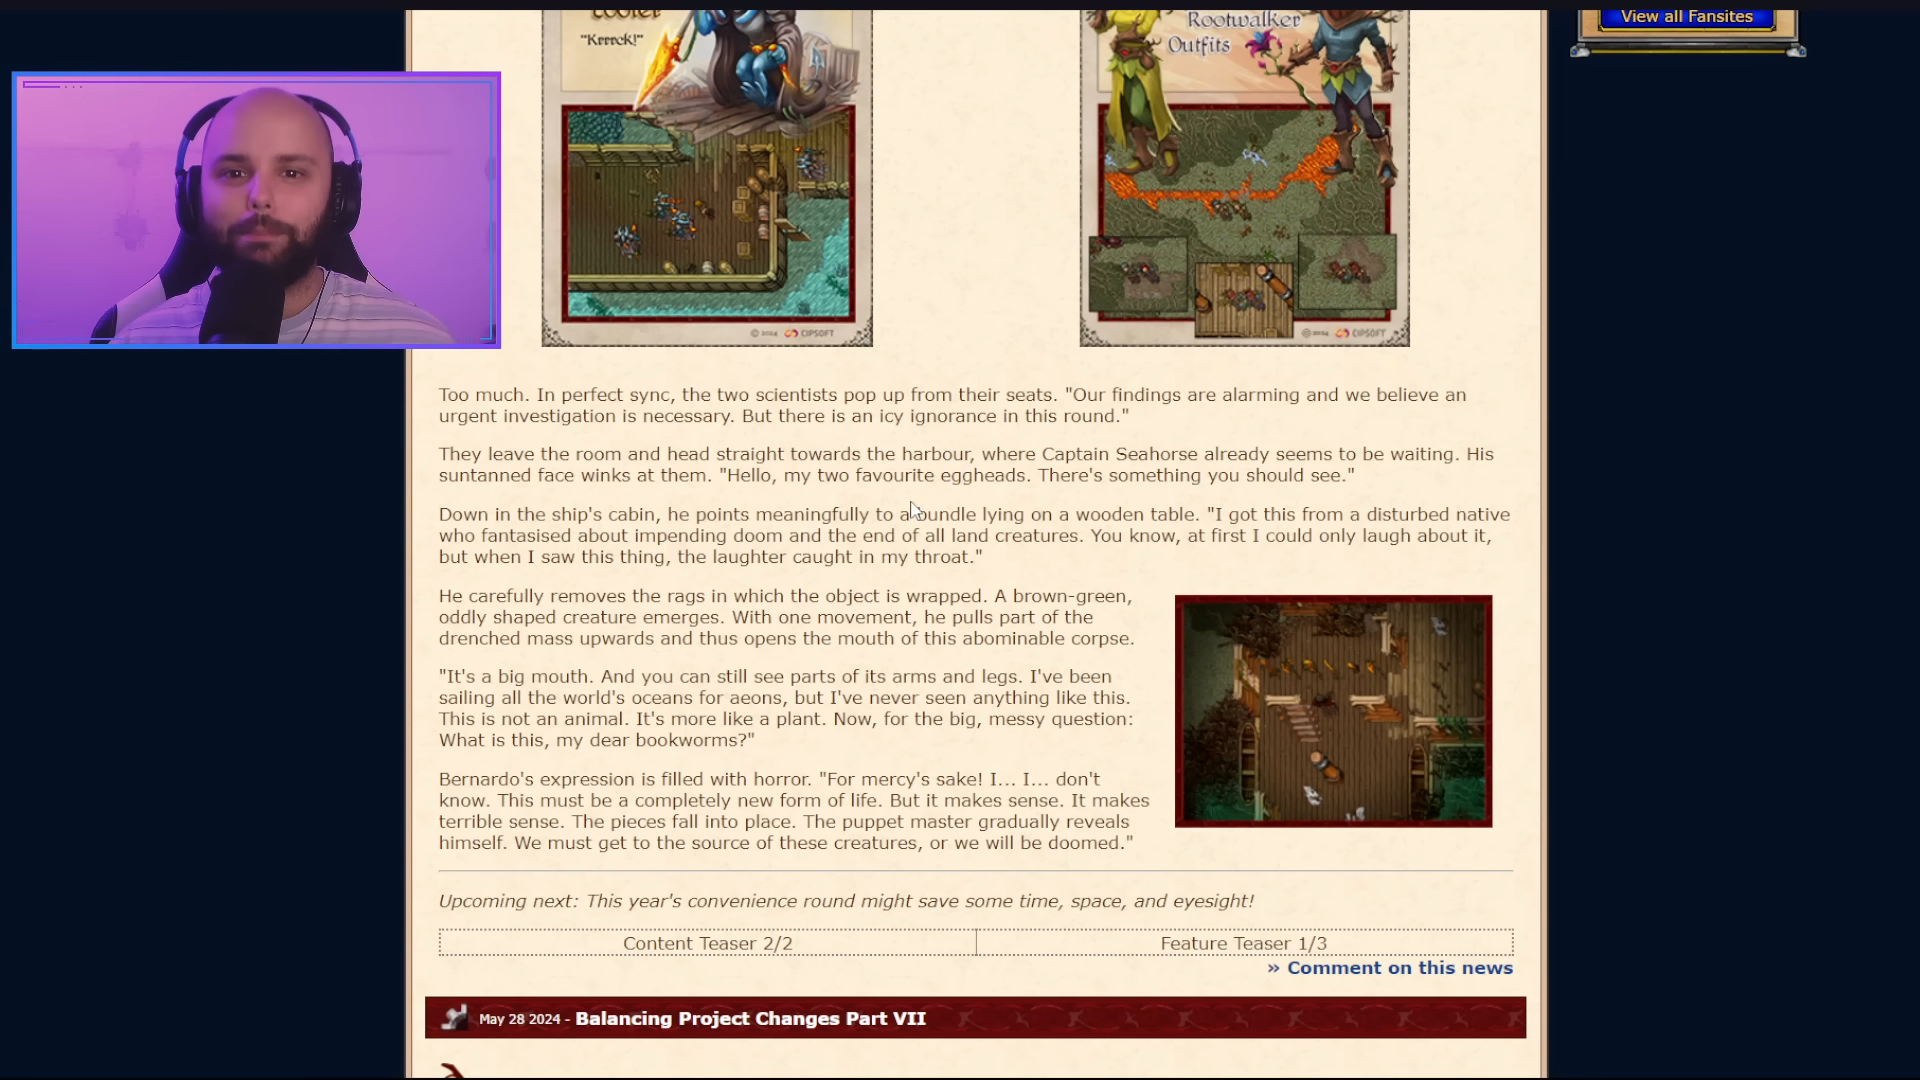 View all Fansites
Looter
"Krrrck!"
Rootwalker
Outfits
© 2024 CIPSOFT
© 2024 CIPSOFT
Too much. In perfect sync, the two scientists pop up from their seats. "Our findings are alarming and we believe an
urgent investigation is necessary. But there is an icy ignorance in this round."
They leave the room and head straight towards the harbour, where Captain Seahorse already seems to be waiting. His
suntanned face winks at them. "Hello, my two favourite eggheads. There's something you should see."
Down in the ship's cabin, he points meaningfully to a bundle lying on a wooden table. "I got this from a disturbed native
who fantasised about impending doom and the end of all land creatures. You know, at first I could only laugh about it,
but when I saw this thing, the laughter caught in my throat."
He carefully removes the rags in which the object is wrapped. A brown-green,
oddly shaped creature emerges. With one movement, he pulls part of the
drenched mass upwards and thus opens the mouth of this abominable corpse.
"It's a big mouth. And you can still see parts of its arms and legs. I've been
sailing all the world's oceans for aeons, but I've never seen anything like this.
This is not an animal. It's more like a plant. Now, for the big, messy question:
What is this, my dear bookworms?"
Bernardo's expression is filled with horror. "For mercy's sake! I... I... don't
know. This must be a completely new form of life. But it makes sense. It makes
terrible sense. The pieces fall into place. The puppet master gradually reveals
himself. We must get to the source of these creatures, or we will be doomed."
Upcoming next: This year's convenience round might save some time, space, and eyesight!
Content Teaser 2/2
Feature Teaser 1/3
» Comment on this news
May 28 2024 - Balancing Project Changes Part VII